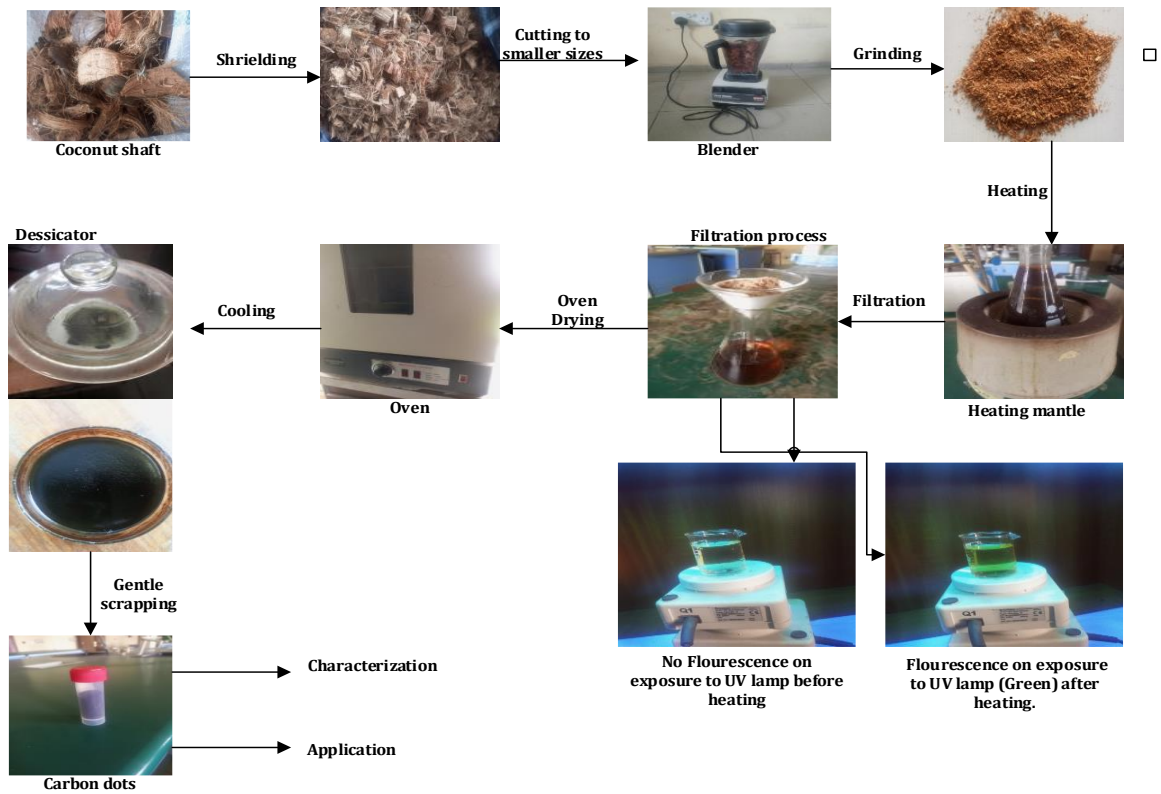 Shrielding
Cutting to
smaller sizes
Grinding
Coconut shaft
Blender
Heating
Dessicator
Filtration process
Cooling
Oven
Drying
Filtration
Oven
Heating mantle
Gentle
scrapping
Q1
Q1
No Flourescence on
exposure to UV lamp before
heating
Flourescence on exposure
to UV lamp (Green) after
heating.
Characterization
Application
Carbon dots